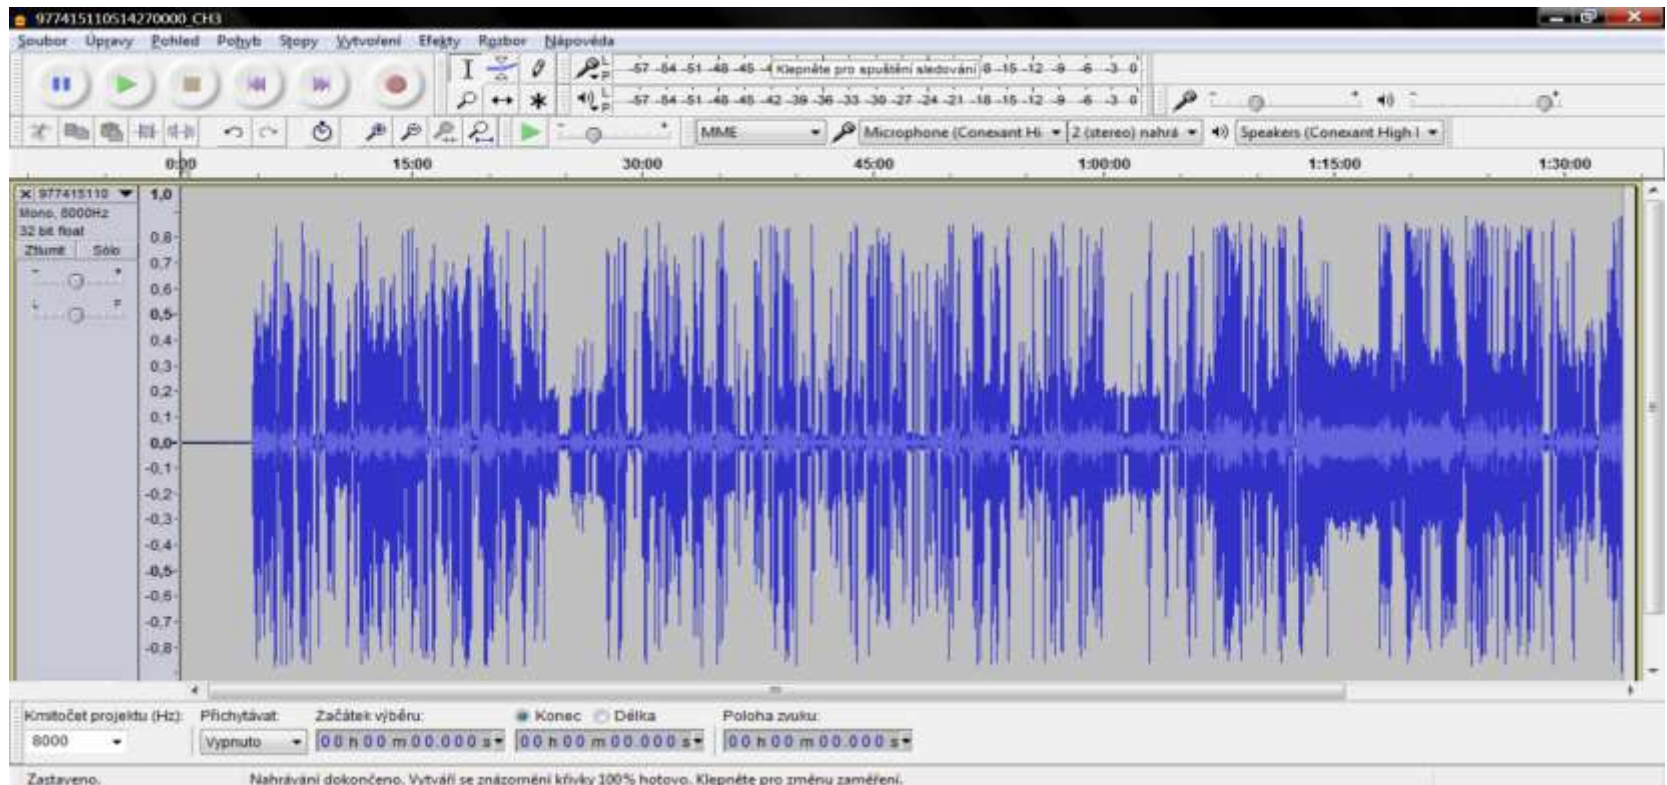 977415110514270000_CH3
Soubor Úpravy Pohled Pohyb Stopy Vytvoření Efekty Rozbor Nápověda
L
P
-57 -54 -51 -48 -45 -4 Klepněte pro spuštění sledování 8 -15 -12 -9 -6 -3 0
L
P
-57 -54 -51 -48 -45 -42 -39 -36 -33 -30 -27 -24 -21 -18 -15 -12 -9 -6 -3 0
MME Microphone (Conexant Hi 2 (stereo) nahrá Speakers (Conexant High I
0:00 15:00 30:00 45:00 1:00:00 1:15:00 1:30:00
977415110
Mono, 8000Hz
32 bit float
Ztlumit Sólo
- +
L P
1,0
0,8
0,7
0,6
0,5
0,4
0,3
0,2
0,1
0,0
-0,1
-0,2
-0,3
-0,4
-0,5
-0,6
-0,7
-0,8
Kmitočet projektu (Hz): Přichytávat: Začátek výběru: Konec Délka Poloha zvuku:
8000 Vypnuto 00 h 00 m 00.000 s 00 h 00 m 00.000 s 00 h 00 m 00.000 s
Zastaveno. Nahrávání dokončeno. Vytváří se znázornění křivky 100% hotovo. Klepněte pro změnu zaměření.